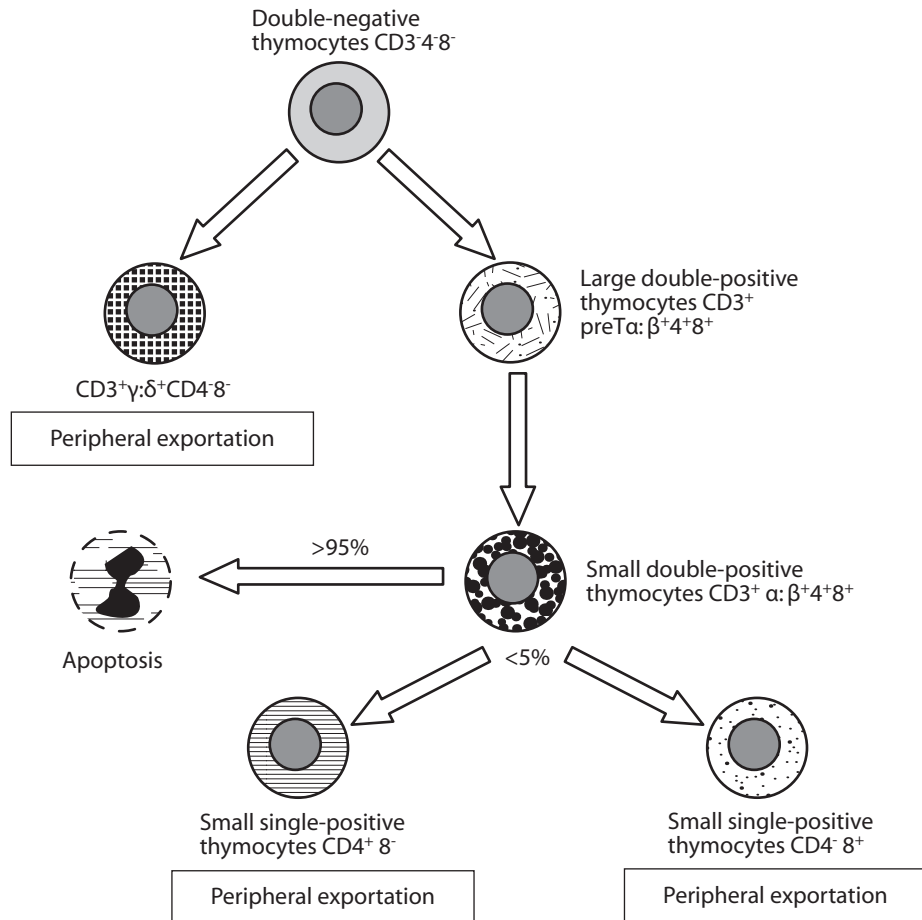 Double-negative
thymocytes CD3⁻4⁻8⁻
Large double-positive
thymocytes CD3⁺
preTα: β⁺4⁺8⁺
CD3⁺γ:δ⁺CD4⁻8⁻
Peripheral exportation
>95%
Small double-positive
thymocytes CD3⁺ α: β⁺4⁺8⁺
Apoptosis
<5%
Small single-positive
thymocytes CD4⁺ 8⁻
Peripheral exportation
Small single-positive
thymocytes CD4⁻ 8⁺
Peripheral exportation